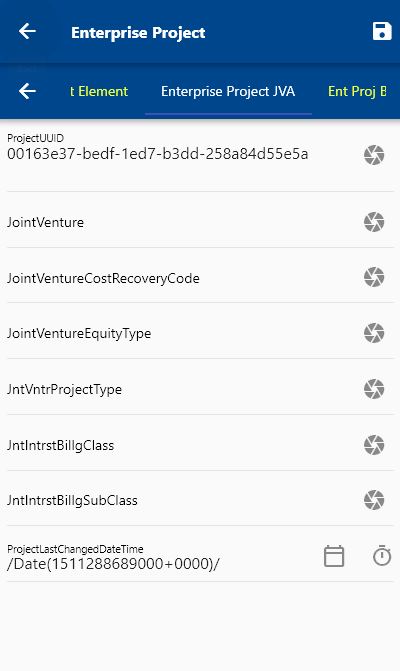 Enterprise Project
t Element Enterprise Project JVA Ent Proj B
ProjectUUID
00163e37-bedf-1ed7-b3dd-258a84d55e5a
JointVenture
JointVentureCostRecoveryCode
JointVentureEquityType
JntVntrProjectType
JntIntrstBillgClass
JntIntrstBillgSubClass
ProjectLastChangedDateTime
/Date(1511288689000+0000)/